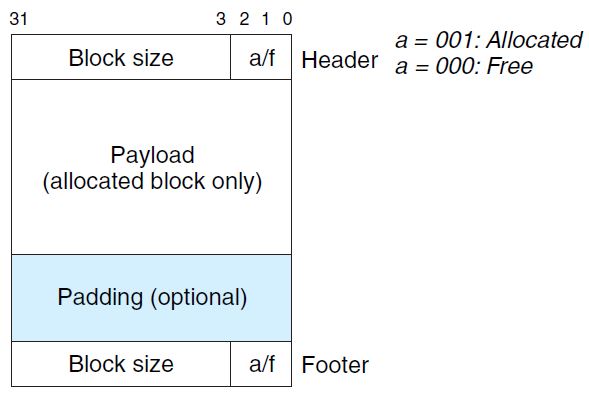 31 3 2 1 0
Block size a/f Header
a = 001: Allocated
a = 000: Free
Payload
(allocated block only)
Padding (optional)
Block size a/f Footer